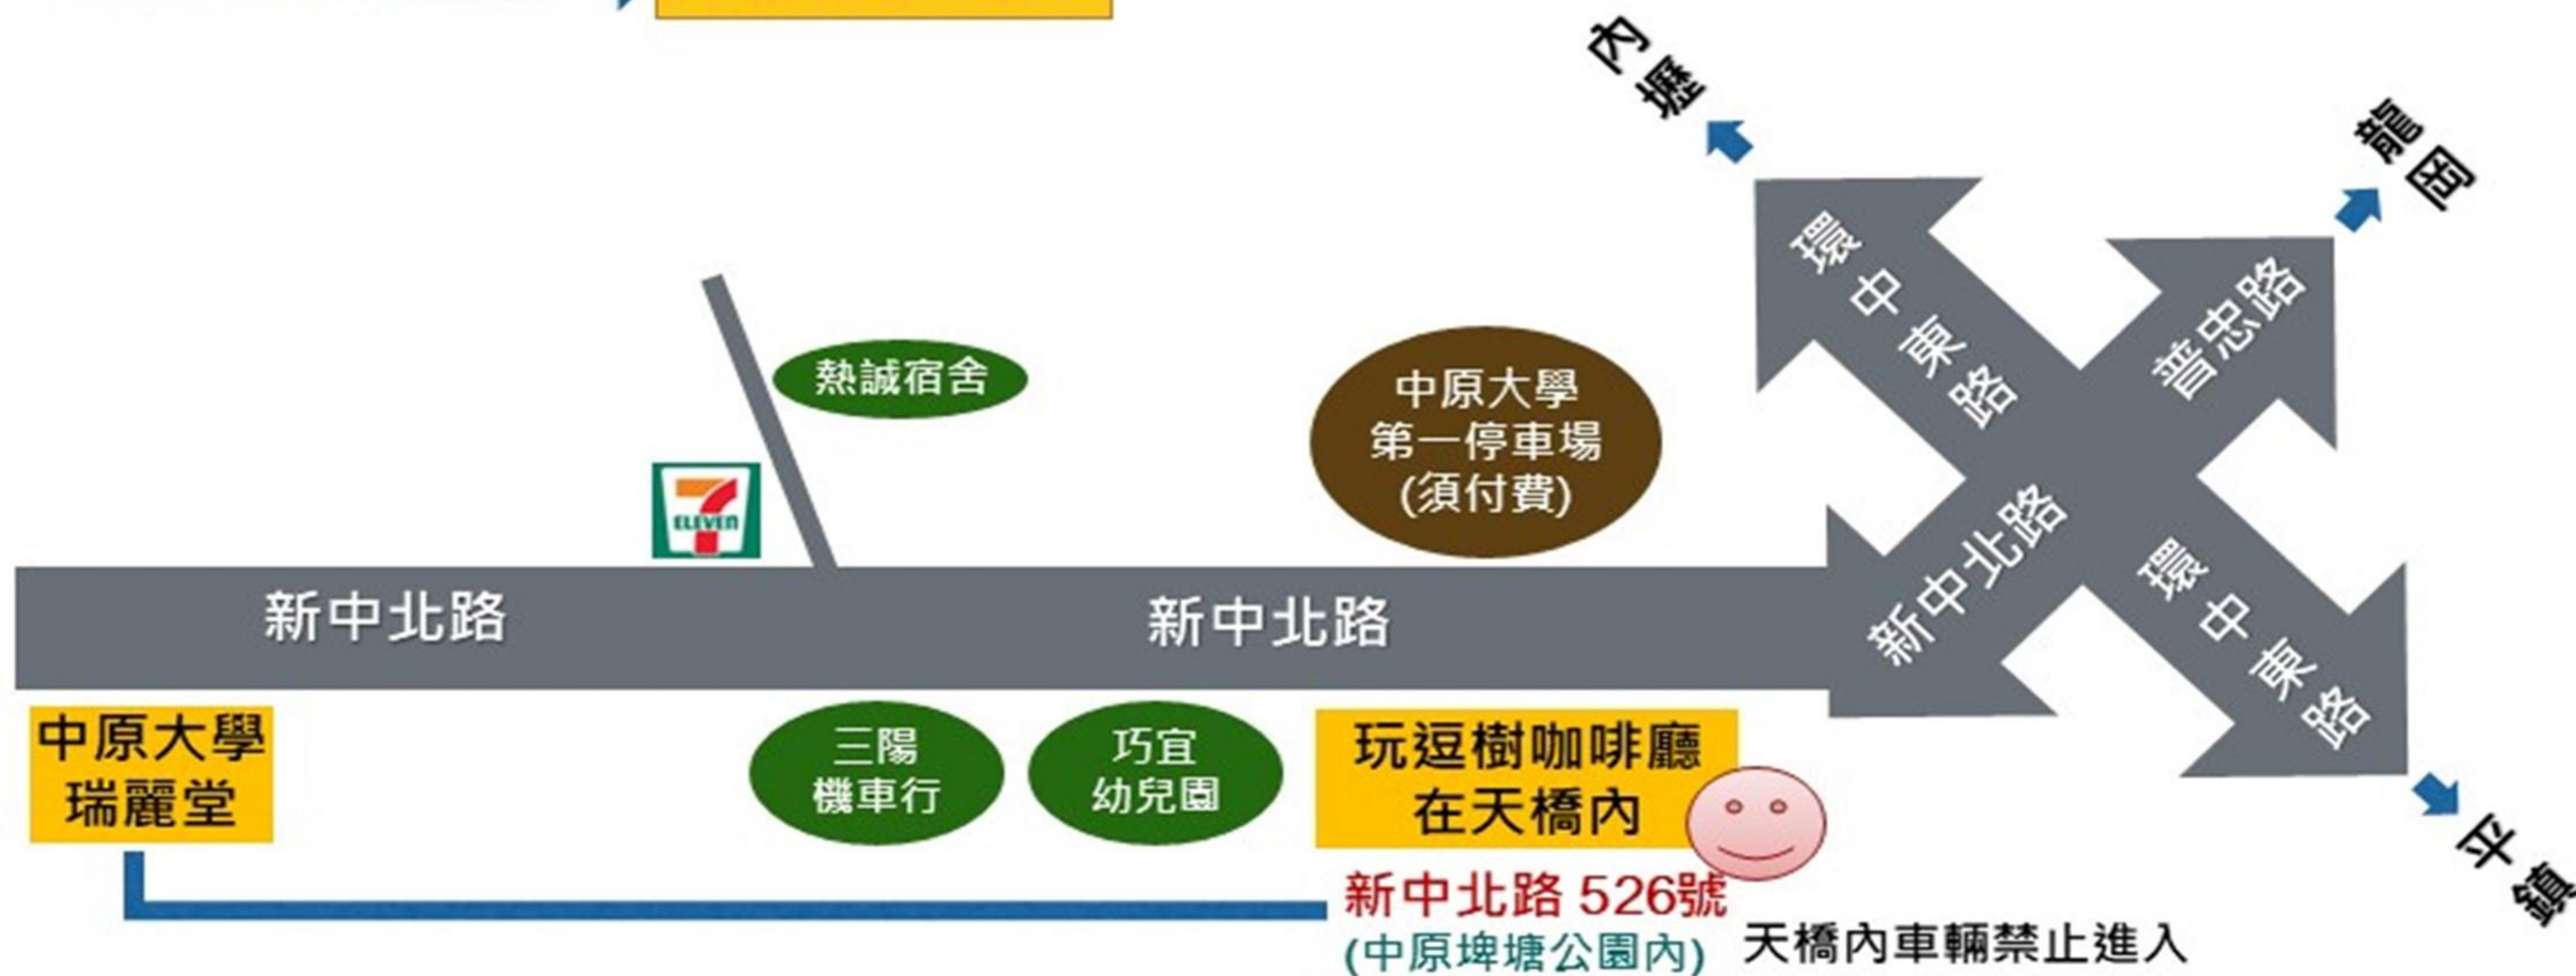 內壢
龍岡
環中東路
普忠路
熱誠宿舍
中原大學
第一停車場
(須付費)
7
ELEVEN
新中北路
新中北路
新中北路
環中東路
中原大學
瑞麗堂
三陽
機車行
巧宜
幼兒園
玩逗樹咖啡廳
在天橋內
平鎮
新中北路 526號
(中原埤塘公園內)
天橋內車輛禁止進入